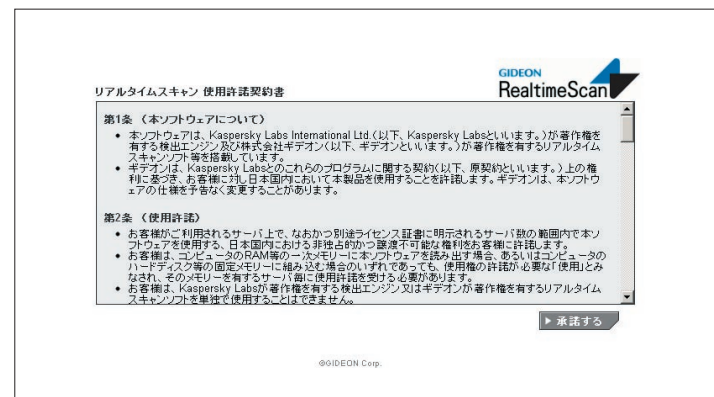 GIDEON
RealtimeScan
リアルタイムスキャン 使用許諾契約書
第1条 （本ソフトウェアについて）
• 本ソフトウェアは、Kaspersky Labs International Ltd.（以下、Kaspersky Labsといいます。）が著作権を
有する検出エンジン及び株式会社ギデオン（以下、ギデオンといいます。）が著作権を有するリアルタイム
スキャンソフト等を搭載しています。
• ギデオンは、Kaspersky Labsとのこれらのプログラムに関する契約（以下、原契約といいます。）上の権
利に基づき、お客様に対し日本国内において本製品を使用することを許諾します。ギデオンは、本ソフトウ
ェアの仕様を予告なく変更することがあります。
第2条 （使用許諾）
• お客様がご利用されるサーバ上で、なおかつ別途ライセンス証書に明示されるサーバ数の範囲内で本ソ
フトウェアを使用する、日本国内における非独占的かつ譲渡不可能な権利をお客様に許諾します。
• お客様は、コンピュータのRAM等の一次メモリーに本ソフトウェアを読み出す場合、あるいはコンピュータの
ハードディスク等の固定メモリーに組み込む場合のいずれであっても、使用権の許諾が必要な「使用」とみ
なされ、そのメモリーを有するサーバ毎に使用許諾を受ける必要があります。
• お客様は、Kaspersky Labsが著作権を有する検出エンジン又はギデオンが著作権を有するリアルタイム
スキャンソフトを単独で使用することはできません。
承諾する
©GIDEON Corp.